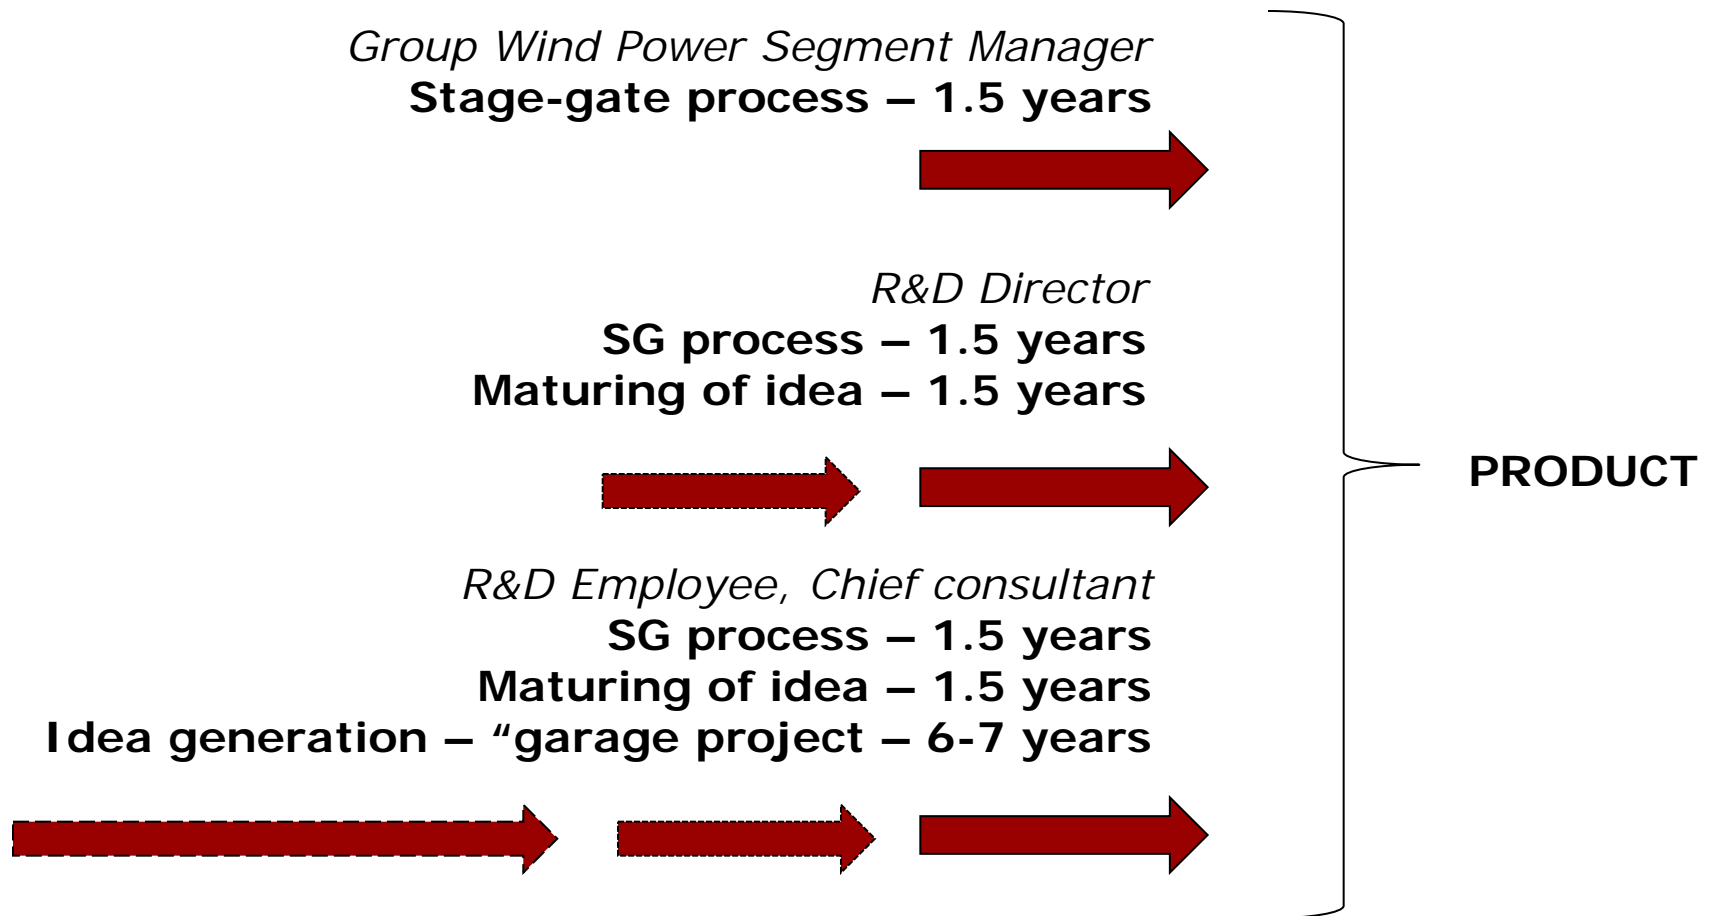 Group Wind Power Segment Manager
Stage-gate process – 1.5 years
R&D Director
SG process – 1.5 years
Maturing of idea – 1.5 years
PRODUCT
R&D Employee, Chief consultant
SG process – 1.5 years
Maturing of idea – 1.5 years
Idea generation – “garage project – 6-7 years